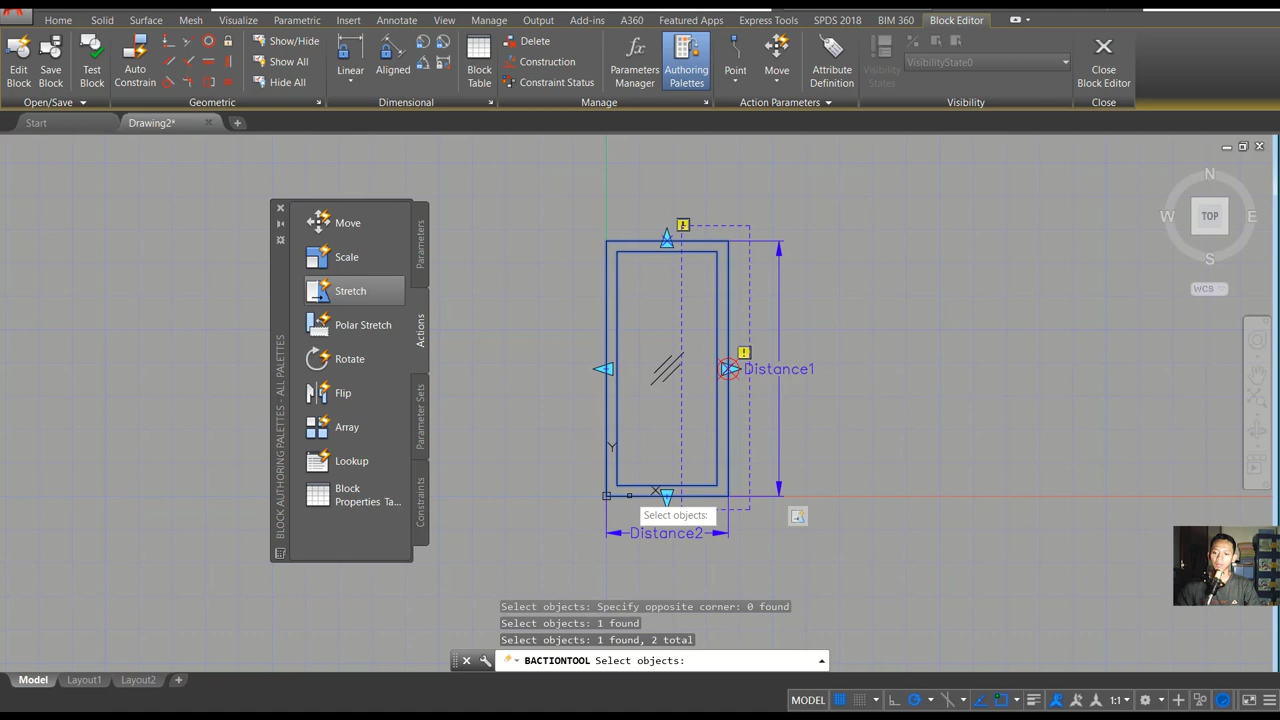 Home Solid Surface Mesh Visualize Parametric Insert Annotate View Manage Output Add-ins A360 Featured Apps Express Tools SPDS 2018 BIM 360 Block Editor
Edit Block
Save Block
Test Block
Auto Constrain
Show/Hide
Show All
Hide All
Linear
Aligned
Block Table
Delete
Construction
Constraint Status
Parameters Manager
Authoring Palettes
Point
Move
Attribute Definition
Visibility States
VisibilityState0
Close Block Editor
Open/Save Geometric Dimensional Manage Action Parameters Visibility Close
Start Drawing2* +
BLOCK AUTHORING PALETTES - ALL PALETTES
Move
Scale
Stretch
Polar Stretch
Rotate
Flip
Array
Lookup
Block Properties Ta...
Parameters
Actions
Parameter Sets
Constraints
Distance1
Y
X
Select objects:
Distance2
N
W TOP E
S
WCS
Select objects: Specify opposite corner: 0 found
Select objects: 1 found
Select objects: 1 found, 2 total
BACTIONTOOL Select objects:
Model Layout1 Layout2 +
MODEL 1:1